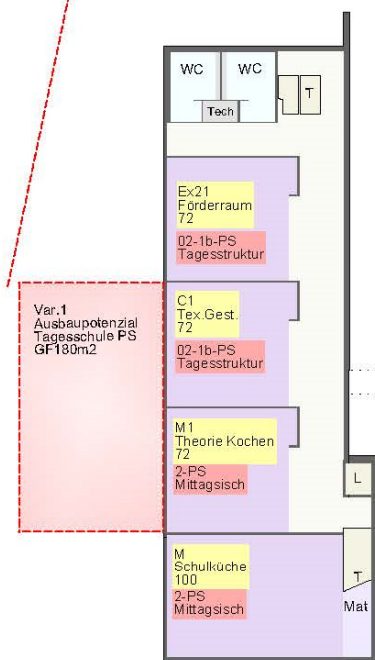 WC
WC
Tech
T
Ex21
Förderraum
72
02-1b-PS
Tagesstruktur
Var.1
Ausbaupotenzial
Tagesschule PS
GF180m2
C1
Tex.Gest.
72
02-1b-PS
Tagesstruktur
M1
Theorie Kochen
72
2-PS
Mittagsisch
L
M
Schulküche
100
2-PS
Mittagsisch
T
Mat